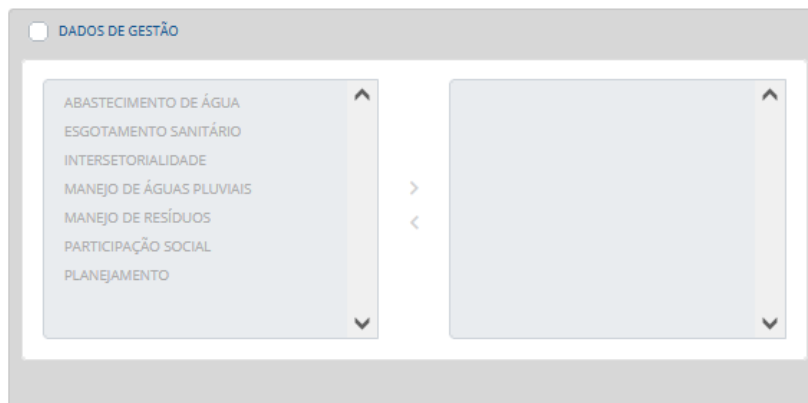 DADOS DE GESTÃO
ABASTECIMENTO DE ÁGUA
ESGOTAMENTO SANITÁRIO
INTERSETORIALIDADE
MANEJO DE ÁGUAS PLUVIAIS
MANEJO DE RESÍDUOS
PARTICIPAÇÃO SOCIAL
PLANEJAMENTO